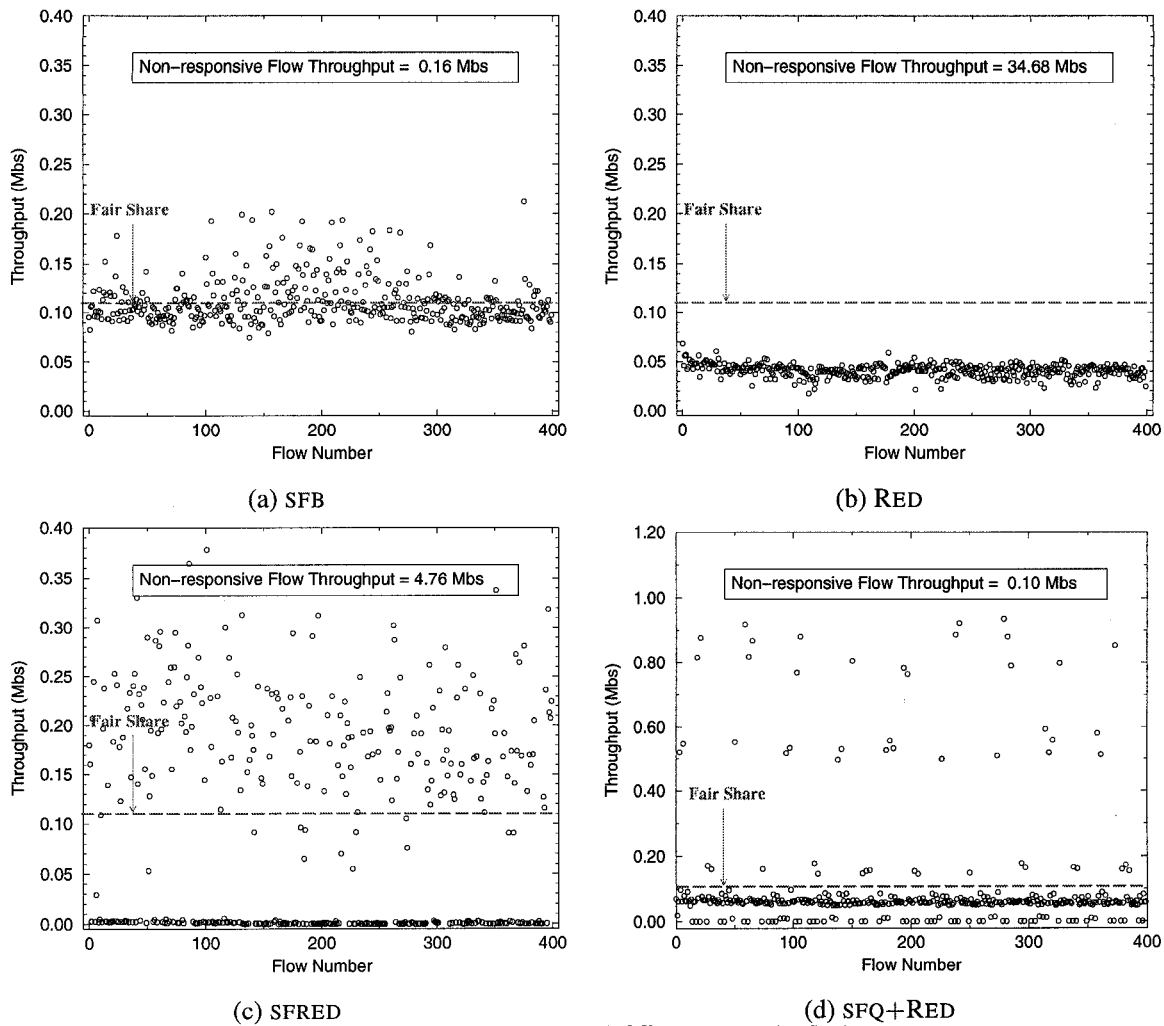 0.40
0.35
0.30
0.25
0.20
0.15
0.10
0.05
0.00
Throughput (Mbs)
Non-responsive Flow Throughput = 0.16 Mbs
Fair Share
0 100 200 300 400
Flow Number
(a) SFB
0.40
0.35
0.30
0.25
0.20
0.15
0.10
0.05
0.00
Throughput (Mbs)
Non-responsive Flow Throughput = 34.68 Mbs
Fair Share
0 100 200 300 400
Flow Number
(b) RED
0.40
0.35
0.30
0.25
0.20
0.15
0.10
0.05
0.00
Throughput (Mbs)
Non-responsive Flow Throughput = 4.76 Mbs
Fair Share
0 100 200 300 400
Flow Number
(c) SFRED
1.20
1.00
0.80
0.60
0.40
0.20
0.00
Throughput (Mbs)
Non-responsive Flow Throughput = 0.10 Mbs
Fair Share
0 100 200 300 400
Flow Number
(d) SFQ+RED